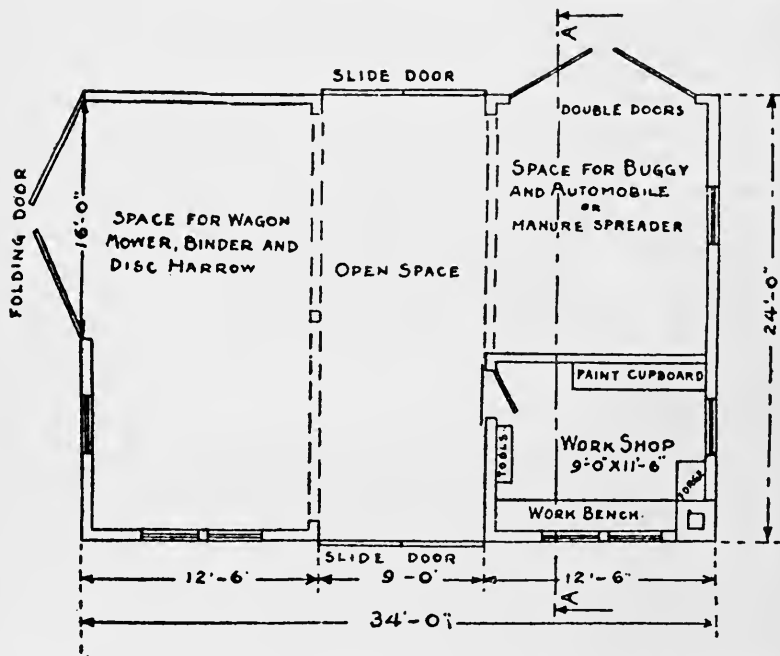 A
SLIDE DOOR
DOUBLE DOORS
FOLDING DOOR
16'-0"
SPACE FOR WAGON
MOWER, BINDER AND
DISC HARROW
OPEN SPACE
SPACE FOR BUGGY
AND AUTOMOBILE
OR
MANURE SPREADER
24'-0"
PAINT CUPBOARD
TOOLS
WORK SHOP
9'-0"X11'-6"
FORGE
WORK BENCH.
SLIDE DOOR
12'-6"
9'-0"
12'-6"
A
34'-0"